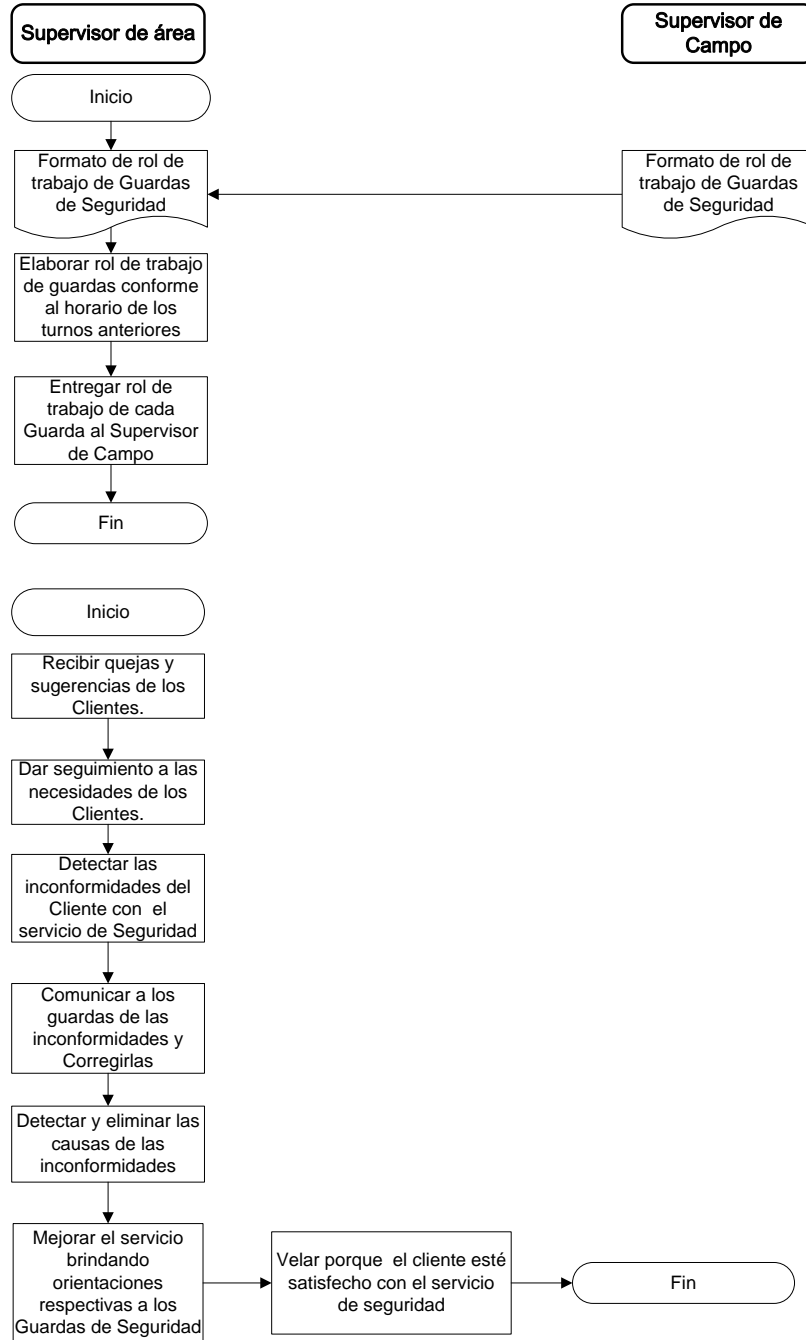 Supervisor de área
Supervisor de
Campo
Inicio
Formato de rol de
trabajo de Guardas
de Seguridad
Formato de rol de
trabajo de Guardas
de Seguridad
Elaborar rol de trabajo
de guardas conforme
al horario de los
turnos anteriores
Entregar rol de
trabajo de cada
Guarda al Supervisor
de Campo
Fin
Inicio
Recibir quejas y
sugerencias de los
Clientes.
Dar seguimiento a las
necesidades de los
Clientes.
Detectar las
inconformidades del
Cliente con el
servicio de Seguridad
Comunicar a los
guardas de las
inconformidades y
Corregirlas
Detectar y eliminar las
causas de las
inconformidades
Mejorar el servicio
brindando
orientaciones
respectivas a los
Guardas de Seguridad
Velar porque el cliente esté
satisfecho con el servicio
de seguridad
Fin